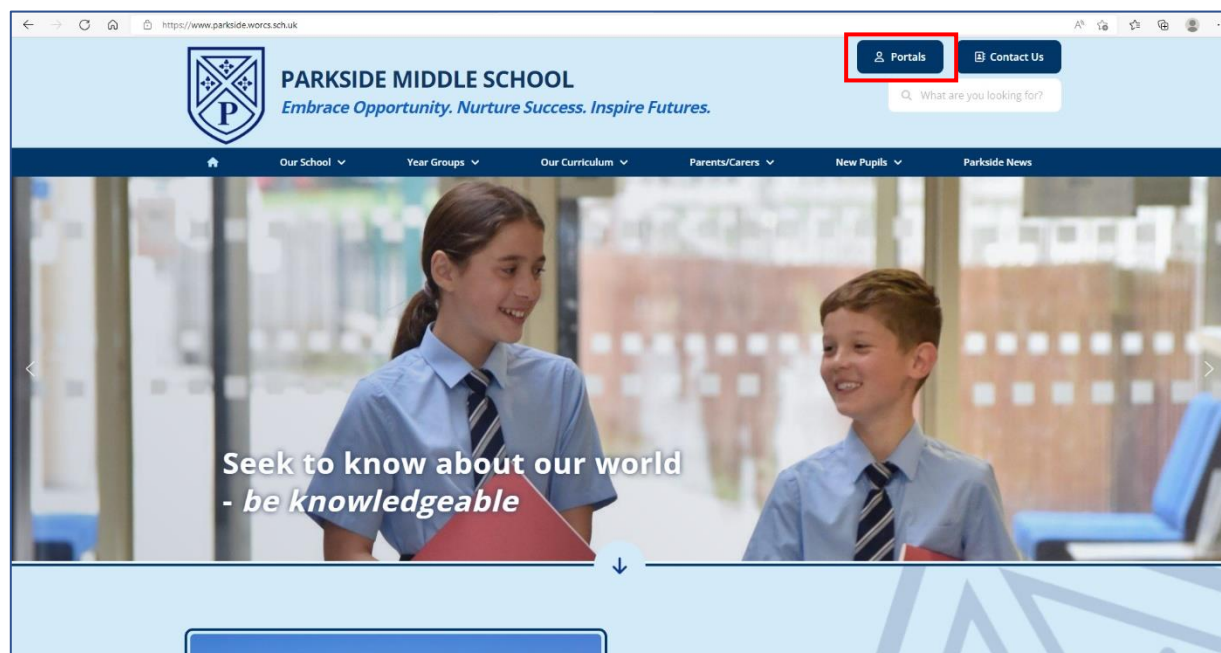 https://www.parkside.worcs.sch.uk
P
PARKSIDE MIDDLE SCHOOL
Embrace Opportunity. Nurture Success. Inspire Futures.
Portals
Contact Us
What are you looking for?
Our School
Year Groups
Our Curriculum
Parents/Carers
New Pupils
Parkside News
Seek to know about our world
- be knowledgeable